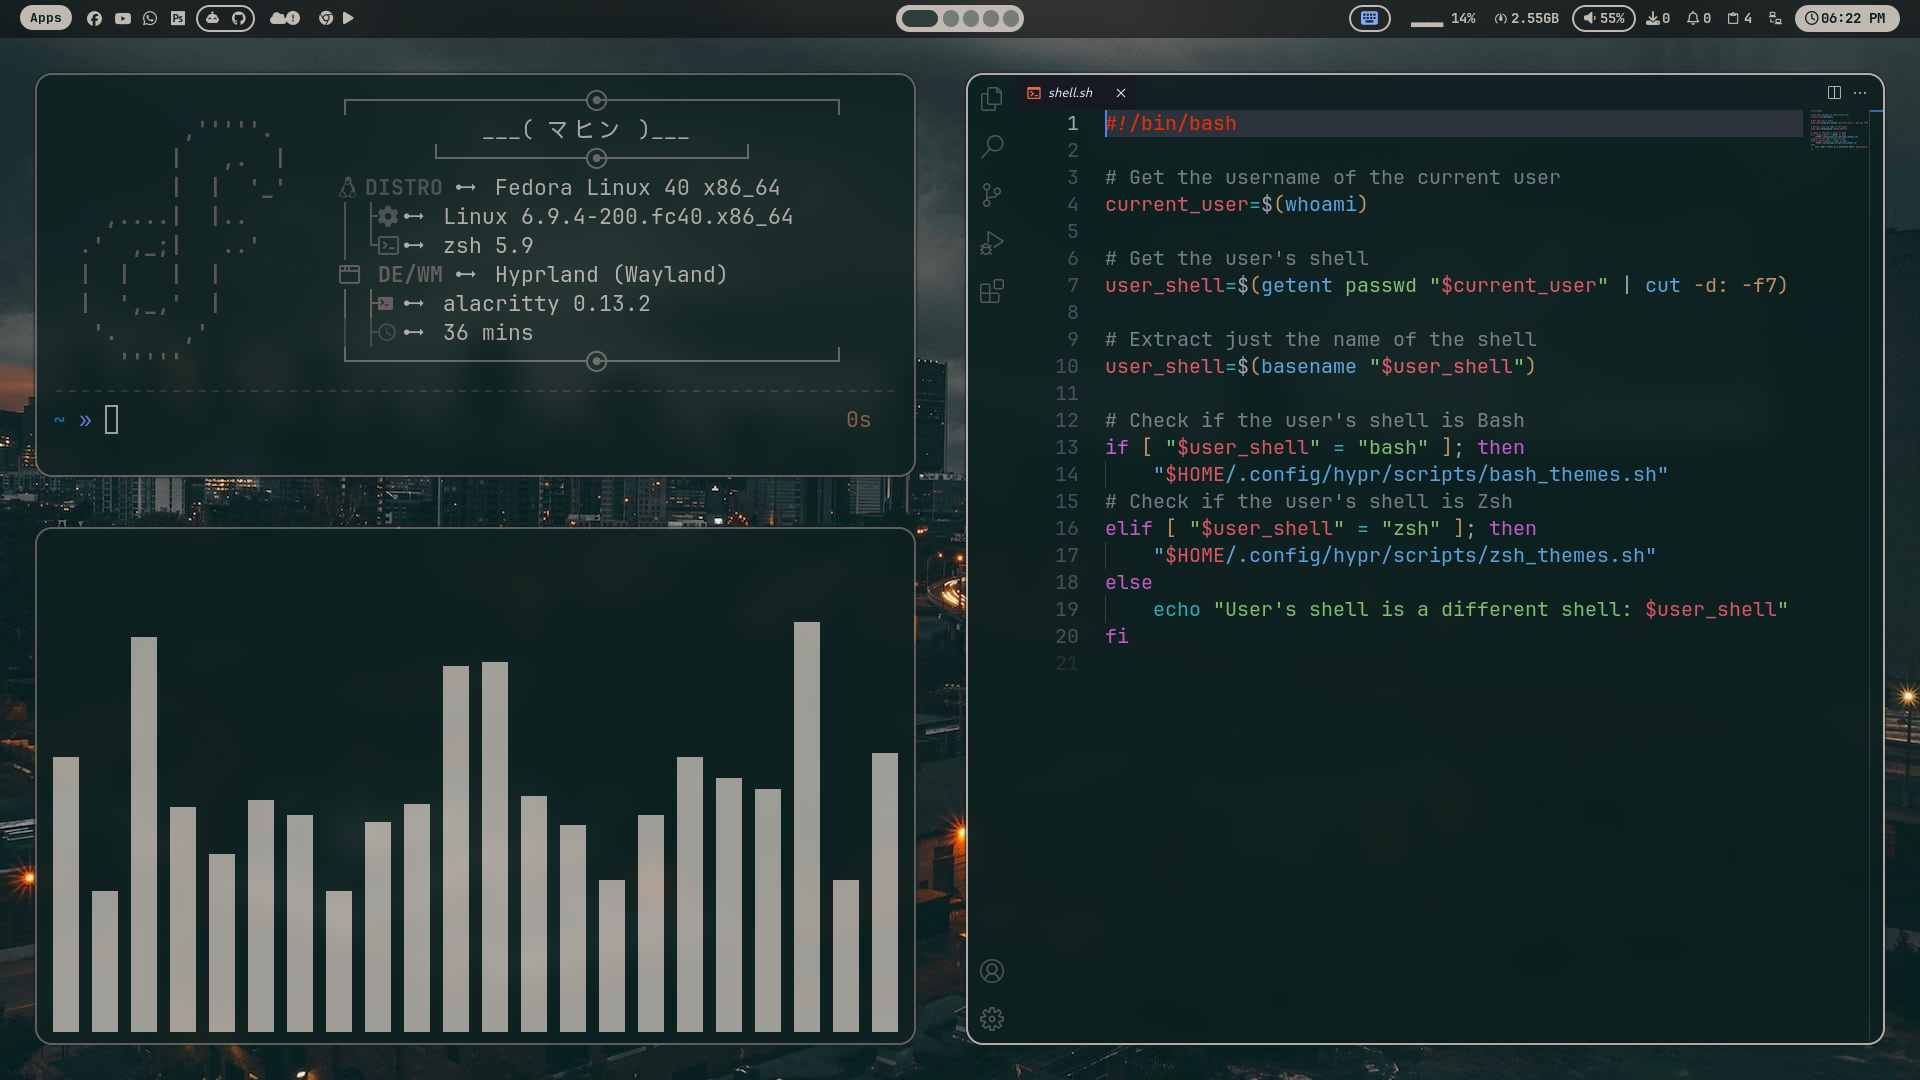 Apps
Ps
14%
2.55GB
55%
0
0
4
06:22 PM
___( マヒン )___
DISTRO Fedora Linux 40 x86_64
Linux 6.9.4-200.fc40.x86_64
zsh 5.9
DE/WM Hyprland (Wayland)
alacritty 0.13.2
36 mins
~ » 0s
shell.sh
1 #!/bin/bash
2
3 # Get the username of the current user
4 current_user=$(whoami)
5
6 # Get the user's shell
7 user_shell=$(getent passwd "$current_user" | cut -d: -f7)
8
9 # Extract just the name of the shell
10 user_shell=$(basename "$user_shell")
11
12 # Check if the user's shell is Bash
13 if [ "$user_shell" = "bash" ]; then
14 "$HOME/.config/hypr/scripts/bash_themes.sh"
15 # Check if the user's shell is Zsh
16 elif [ "$user_shell" = "zsh" ]; then
17 "$HOME/.config/hypr/scripts/zsh_themes.sh"
18 else
19 echo "User's shell is a different shell: $user_shell"
20 fi
21